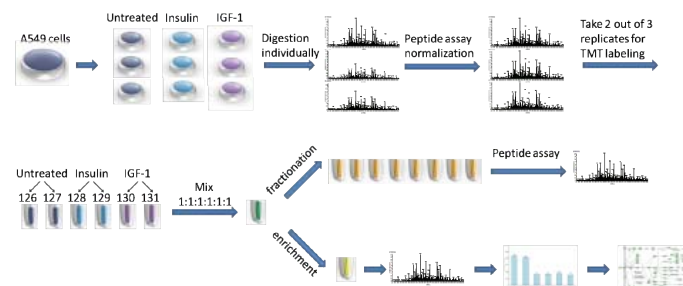 A549 cells
Untreated
Insulin
IGF-1
Digestion
individually
Peptide assay
normalization
Take 2 out of 3
replicates for
TMT labeling
Untreated
Insulin
IGF-1
126 127 128 129 130 131
Mix
1:1:1:1:1:1
fractionation
Peptide assay
enrichment